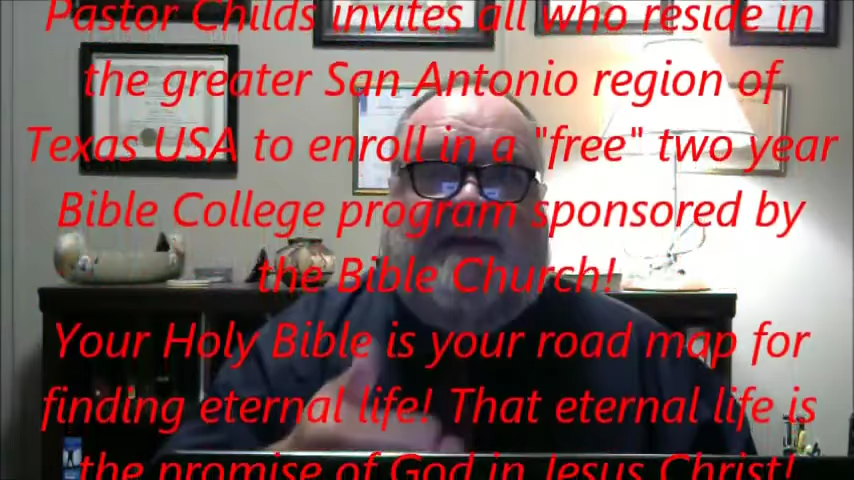 Pastor Childs invites all who reside in
the greater San Antonio region of
Texas USA to enroll in a "free" two year
Bible College program sponsored by
the Bible Church!
Your Holy Bible is your road map for
finding eternal life! That eternal life is
the promise of God in Jesus Christ!